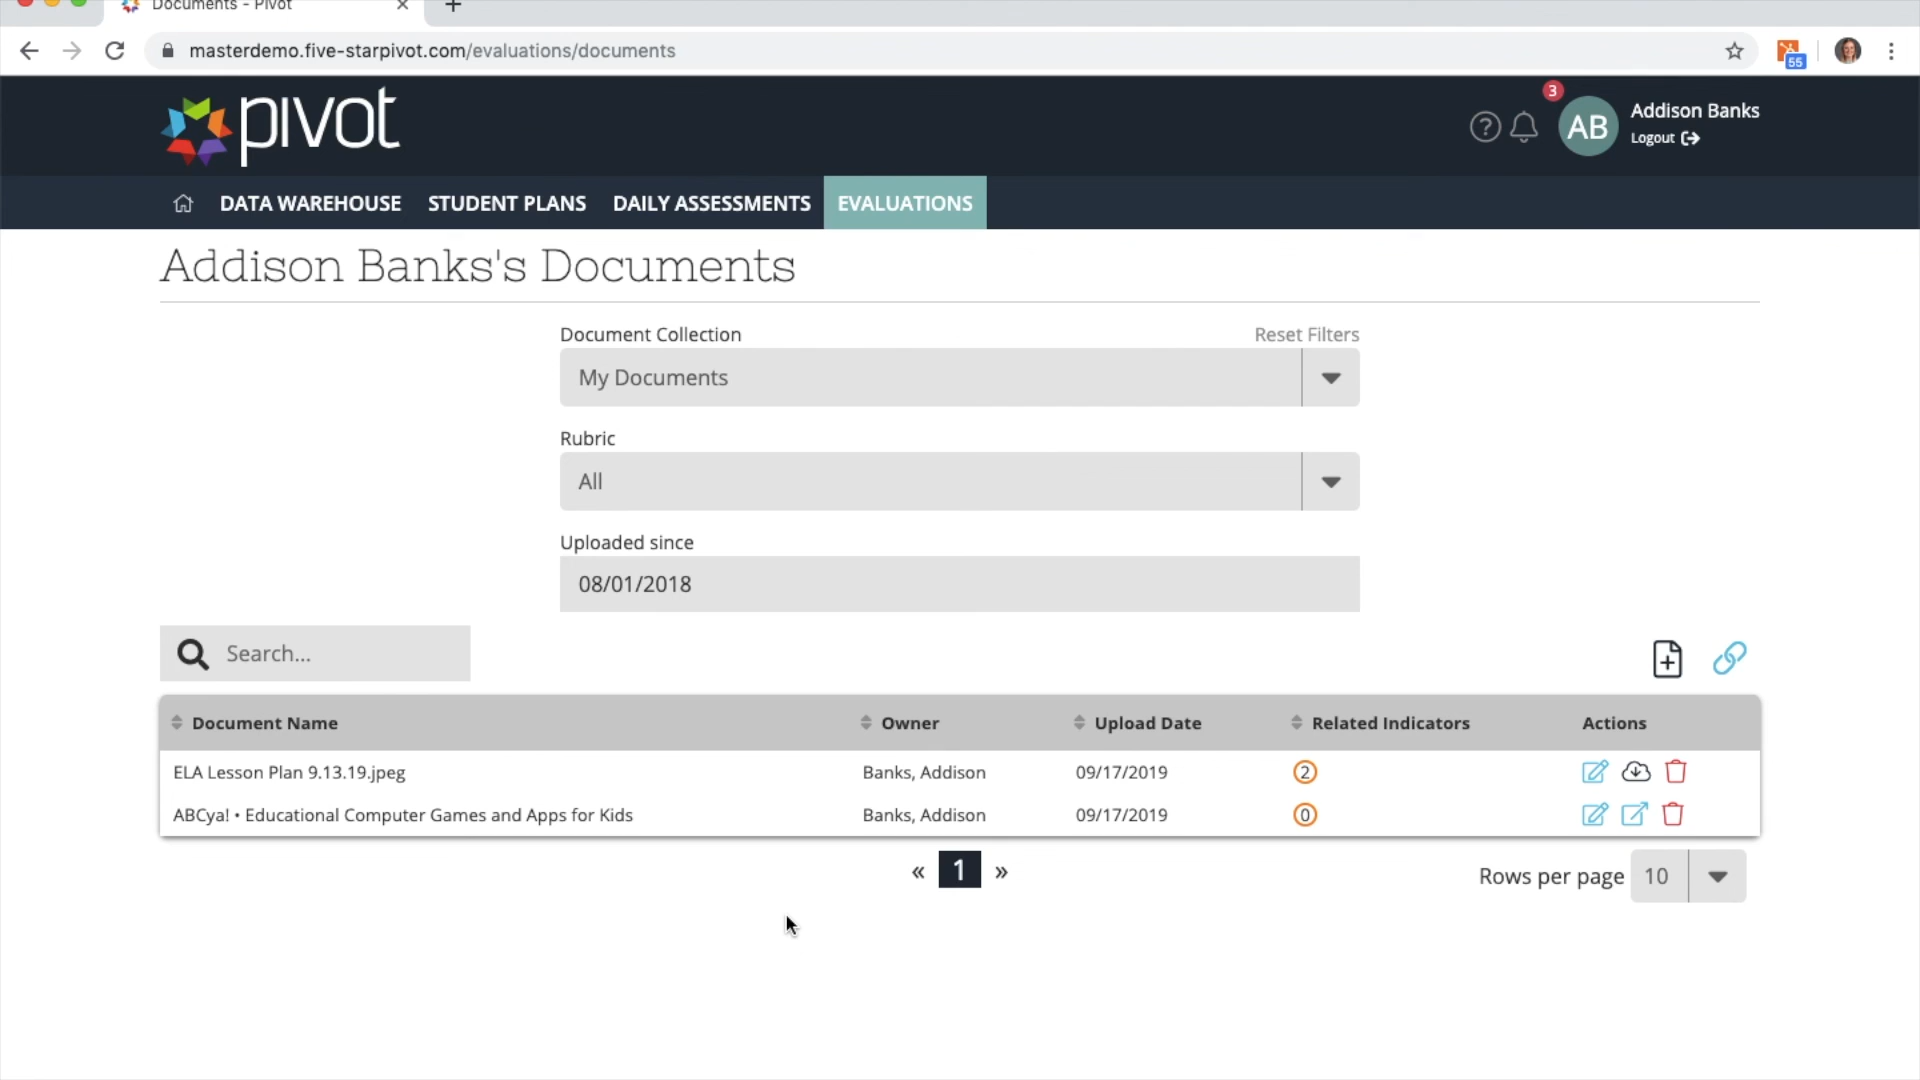 Documents - Pivot
masterdemo.five-starpivot.com/evaluations/documents
55
pivot
3
AB
Addison Banks
Logout
DATA WAREHOUSE STUDENT PLANS DAILY ASSESSMENTS EVALUATIONS
Addison Banks's Documents
Document Collection Reset Filters
My Documents
Rubric
All
Uploaded since
08/01/2018
Search...
Document Name Owner Upload Date Related Indicators Actions
ELA Lesson Plan 9.13.19.jpeg Banks, Addison 09/17/2019 2
ABCya! • Educational Computer Games and Apps for Kids Banks, Addison 09/17/2019 0
« 1 » Rows per page 10